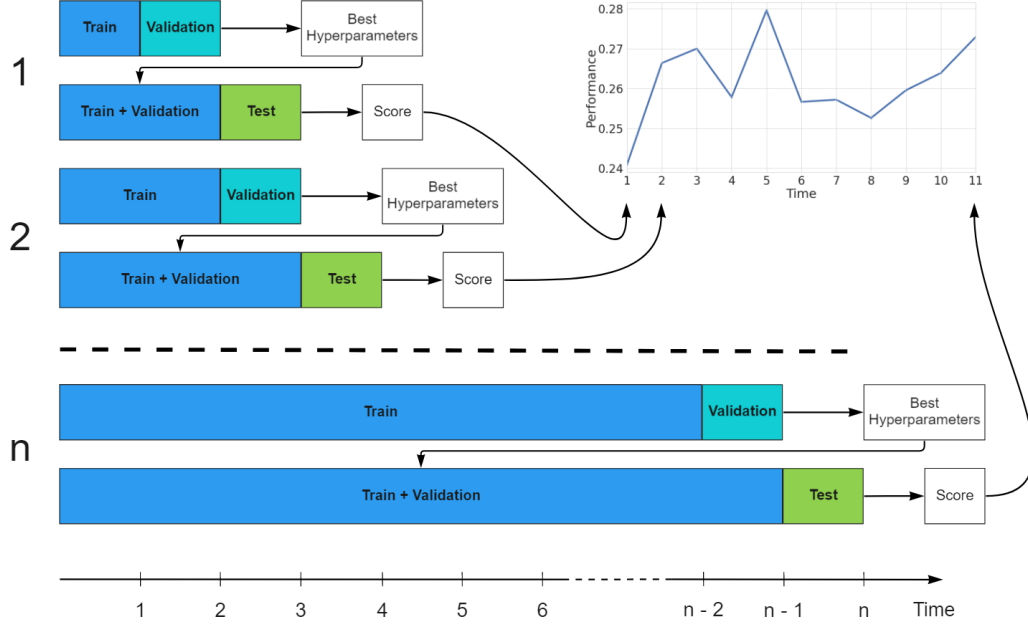 1
Train
Validation
Best
Hyperparameters
Train + Validation
Test
Score
2
Train
Validation
Best
Hyperparameters
Train + Validation
Test
Score
Performance
0.28
0.27
0.26
0.25
0.24
1 2 3 4 5 6 7 8 9 10 11
Time
n
Train
Validation
Best
Hyperparameters
Train + Validation
Test
Score
1 2 3 4 5 6 n - 2 n - 1 n Time